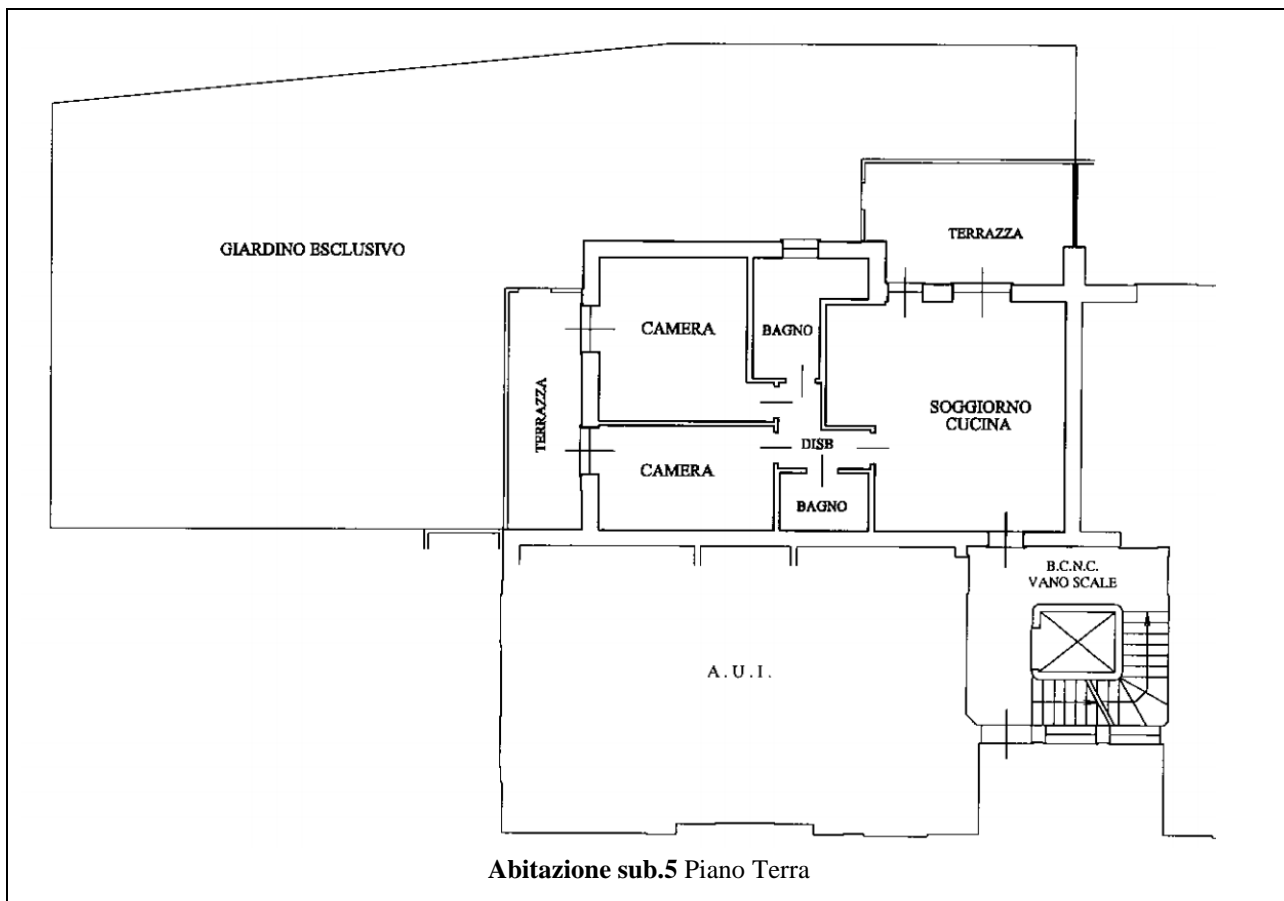 GIARDINO ESCLUSIVO
TERRAZZA
CAMERA
BAGNO
TERRAZZA
SOGGIORNO
CUCINA
DISB
CAMERA
BAGNO
B.C.N.C.
VANO SCALE
A.U.I.
Abitazione sub.5 Piano Terra